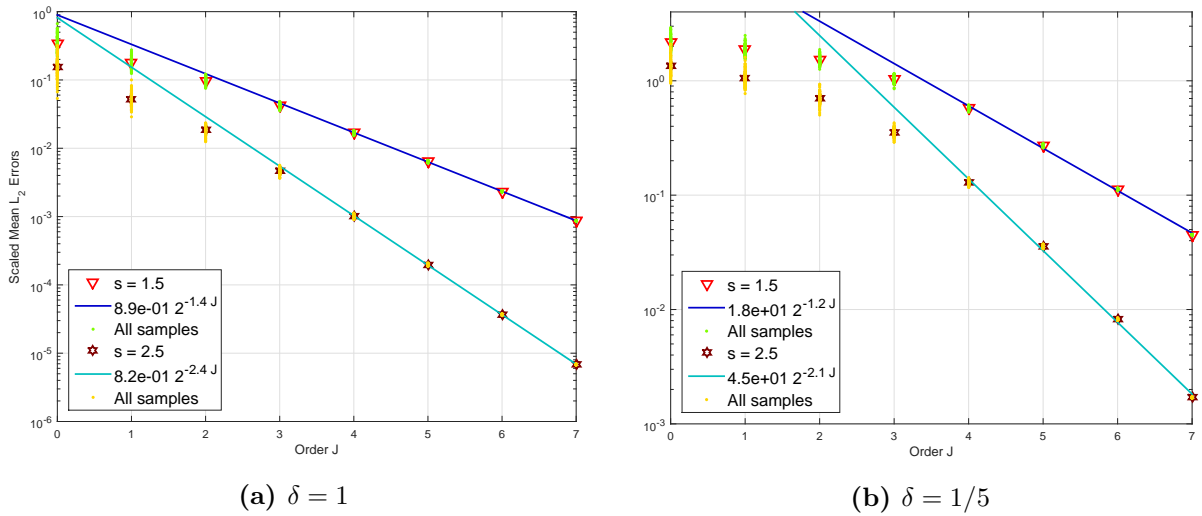 10^0
10^-1
10^-2
10^-3
10^-4
10^-5
10^-6
Scaled Mean L_2 Errors
0 1 2 3 4 5 6 7
Order J
s = 1.5
8.9e-01 2^-1.4 J
All samples
s = 2.5
8.2e-01 2^-2.4 J
All samples
(a) δ = 1
10^0
10^-1
10^-2
10^-3
0 1 2 3 4 5 6 7
Order J
s = 1.5
1.8e+01 2^-1.2 J
All samples
s = 2.5
4.5e+01 2^-2.1 J
All samples
(b) δ = 1/5